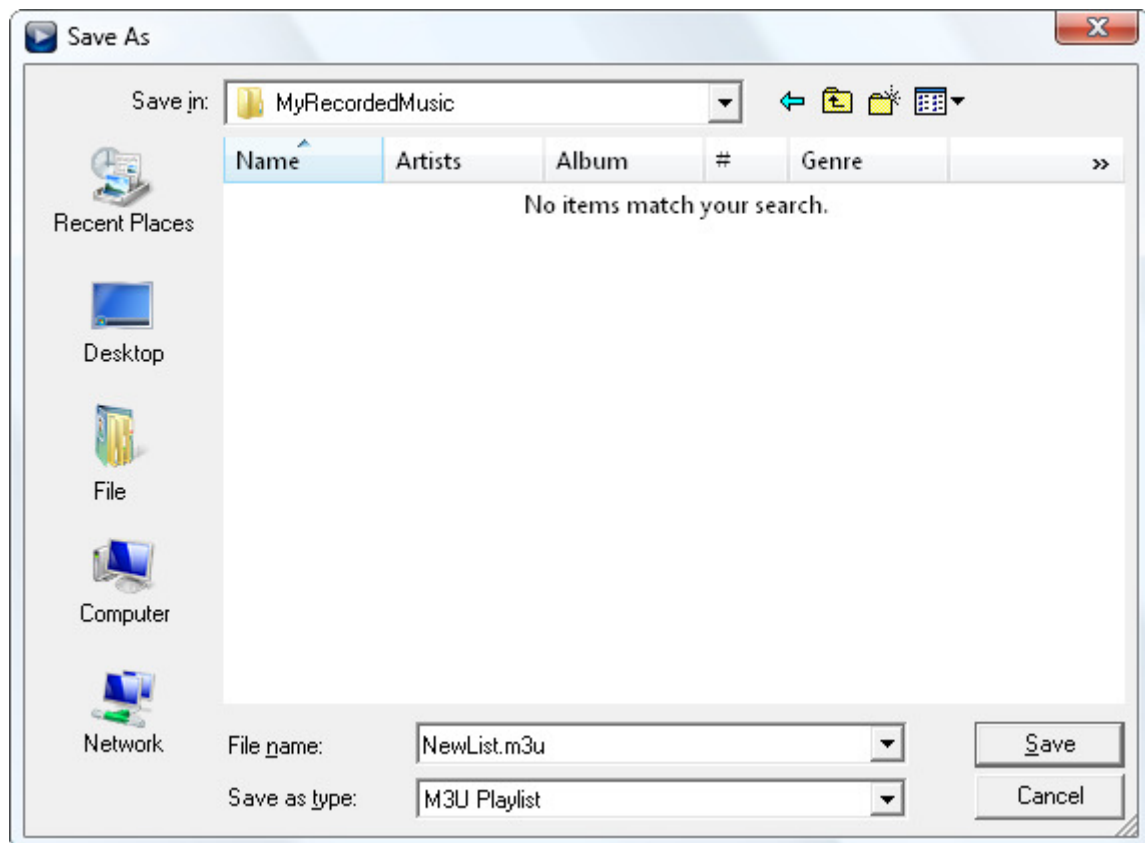 Save As
Save in: MyRecordedMusic
Name Artists Album # Genre »
No items match your search.
Recent Places
Desktop
File
Computer
Network
File name: NewList.m3u Save
Save as type: M3U Playlist Cancel